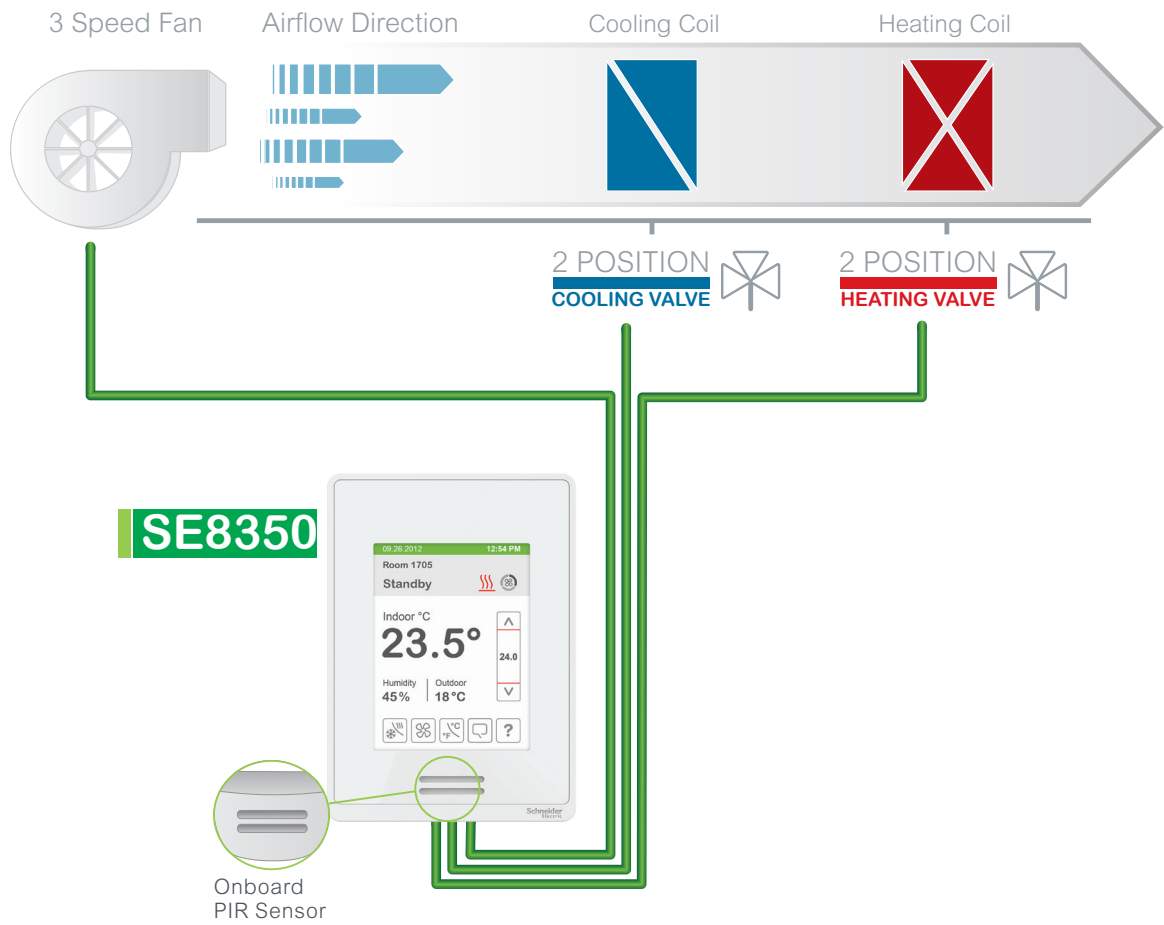 3 Speed Fan
Airflow Direction
Cooling Coil
Heating Coil
2 POSITION
COOLING VALVE
2 POSITION
HEATING VALVE
SE8350
09.26.2012 12:54 PM
Room 1705
Standby
Indoor °C
23.5°
24.0
Humidity
45%
Outdoor
18°C
°C
°F
?
Schneider
Electric
Onboard
PIR Sensor